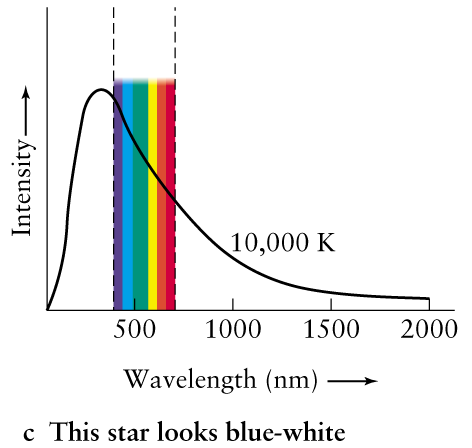 Intensity
10,000 K
500 1000 1500 2000
Wavelength (nm)
c This star looks blue-white